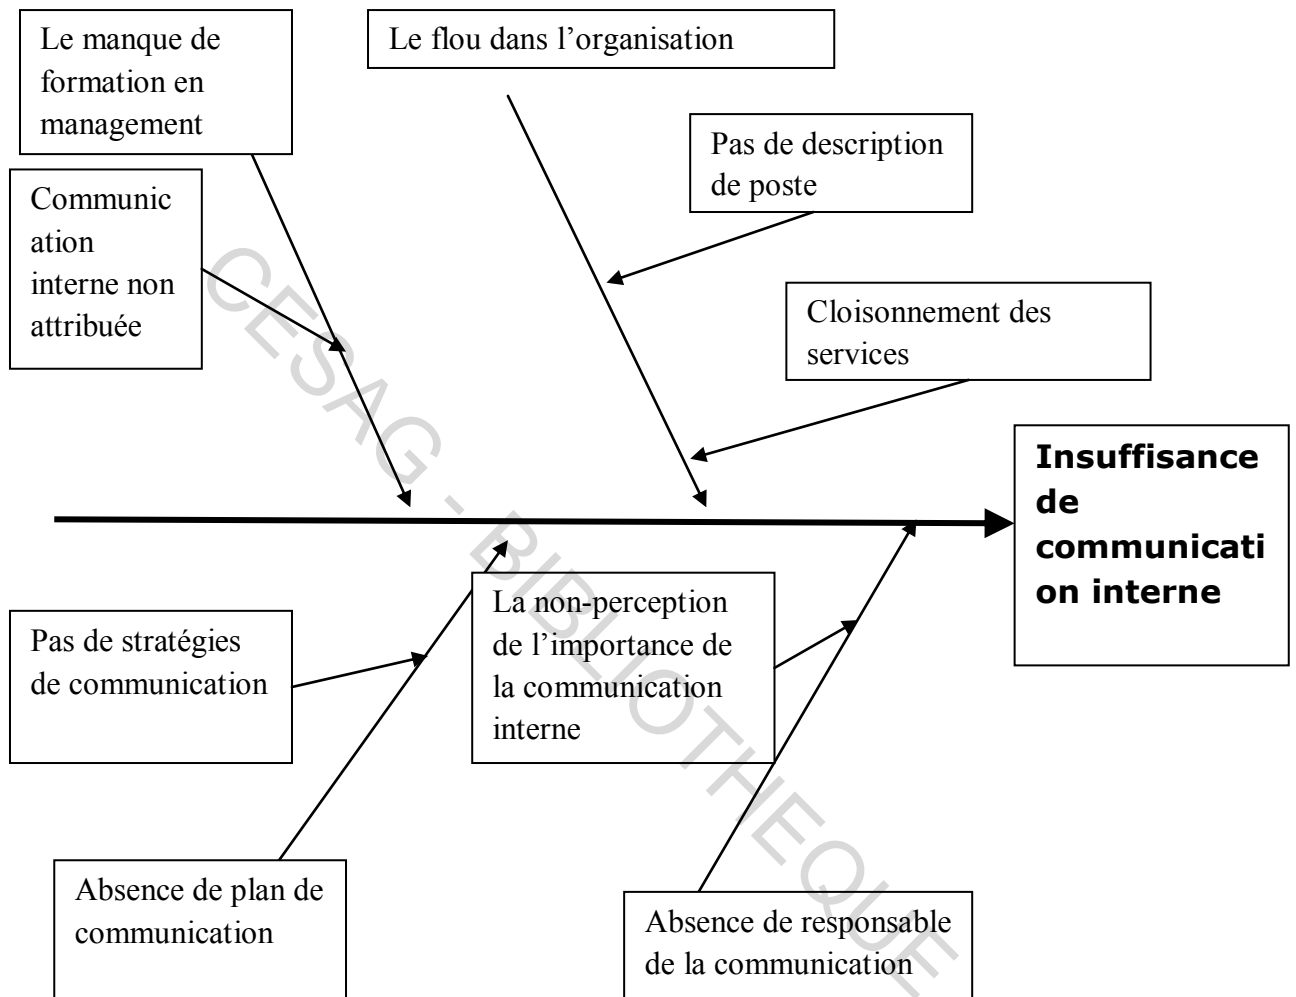 Le manque de
formation en
management
Le flou dans l’organisation
Pas de description
de poste
Communic
ation
interne non
attribuée
Cloisonnement des
services
Insuffisance
de
communicati
on interne
La non-perception
de l’importance de
la communication
interne
Pas de stratégies
de communication
Absence de plan de
communication
Absence de responsable
de la communication
CESAG - BIBLIOTHEQUE